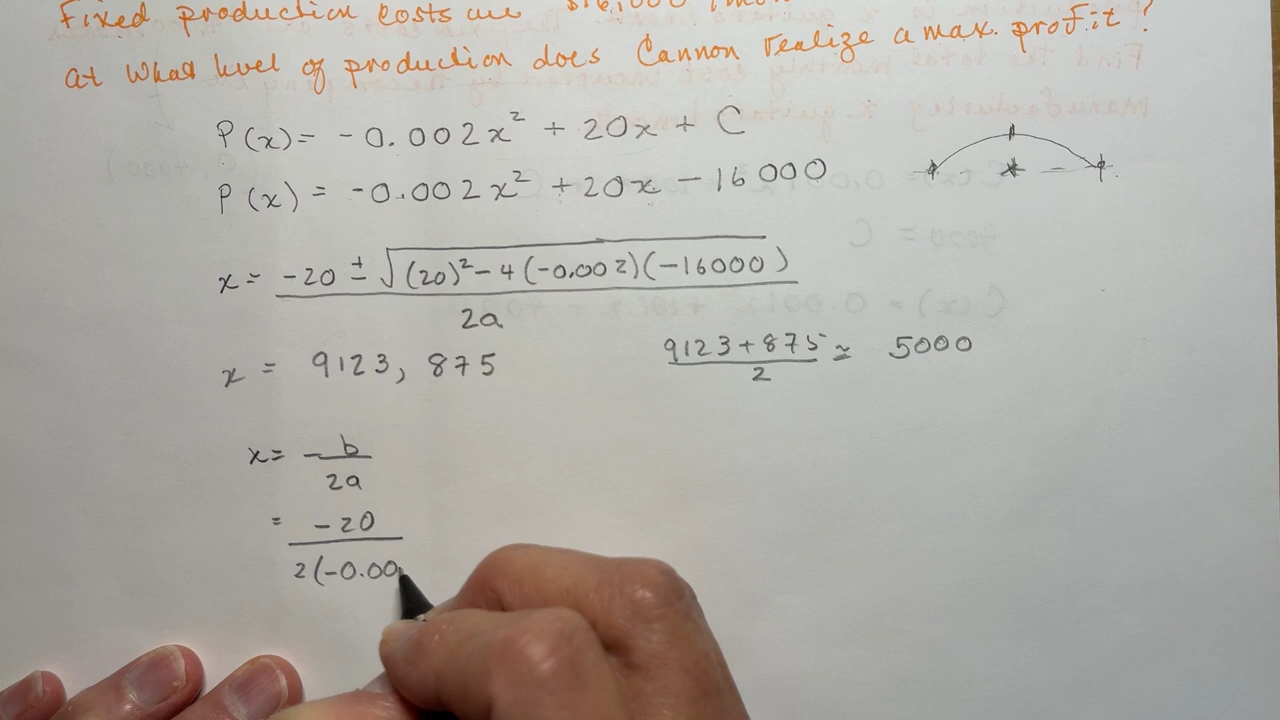 Fixed production costs are $16,000
at what level of production does Cannon realize a max. profit?
P(x) = -0.002x² + 20x + C
P(x) = -0.002x² + 20x - 16000
x = -20 ± √(20)² - 4(-0.002)(-16000)
2a
x = 9123, 875
9123 + 875 ≃ 5000
2
x = - b
2a
= -20
2(-0.00